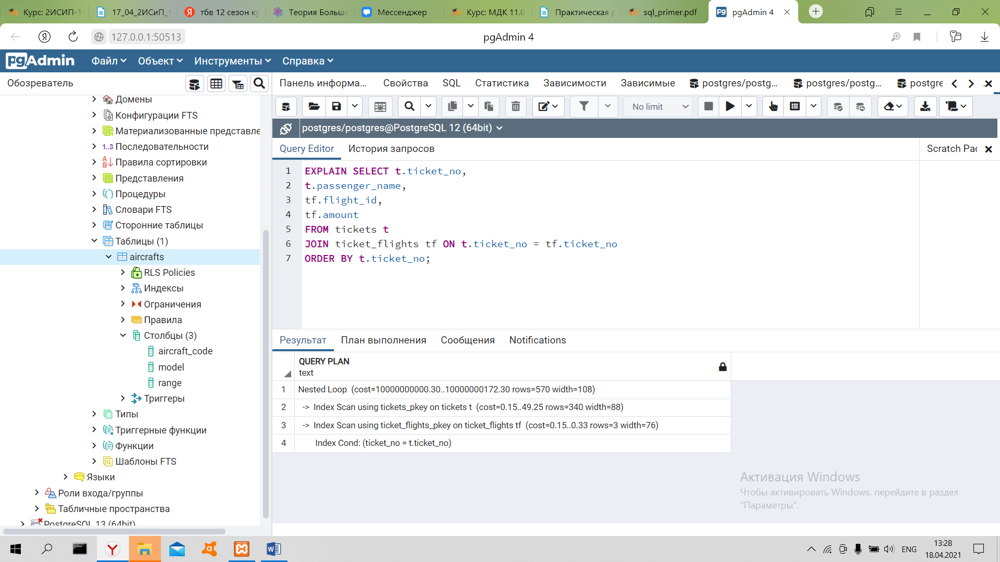 Курс: 2ИСИП-1
17_04_2ИСиП_1
тбв 12 сезон ку
Теория Большо
Мессенджер
Курс: МДК 11.0
Практическая р
sql_primer.pdf
pgAdmin 4
127.0.0.1:50513
pgAdmin 4
pgAdmin
Файл
Объект
Инструменты
Справка
Обозреватель
Панель информа...
Свойства
SQL
Статистика
Зависимости
Зависимые
postgres/postg...
postgres/postg...
postgre
No limit
postgres/postgres@PostgreSQL 12 (64bit)
Query Editor
История запросов
Scratch Pac
Домены
Конфигурации FTS
Материализованные представле
1..3 Последовательности
Правила сортировки
Представления
Процедуры
Словари FTS
Сторонние таблицы
Таблицы (1)
aircrafts
RLS Policies
Индексы
Ограничения
Правила
Столбцы (3)
aircraft_code
model
range
Триггеры
Типы
Триггерные функции
Функции
Шаблоны FTS
Языки
Роли входа/группы
Табличные пространства
PostgreSQL 13 (64bit)
1 EXPLAIN SELECT t.ticket_no,
2 t.passenger_name,
3 tf.flight_id,
4 tf.amount
5 FROM tickets t
6 JOIN ticket_flights tf ON t.ticket_no = tf.ticket_no
7 ORDER BY t.ticket_no;
Результат
План выполнения
Сообщения
Notifications
QUERY PLAN
text
1 Nested Loop (cost=10000000000.30..10000000172.30 rows=570 width=108)
2 -> Index Scan using tickets_pkey on tickets t (cost=0.15..49.25 rows=340 width=88)
3 -> Index Scan using ticket_flights_pkey on ticket_flights tf (cost=0.15..0.33 rows=3 width=76)
4 Index Cond: (ticket_no = t.ticket_no)
Активация Windows
Чтобы активировать Windows, перейдите в раздел
"Параметры".
ENG
13:28
18.04.2021